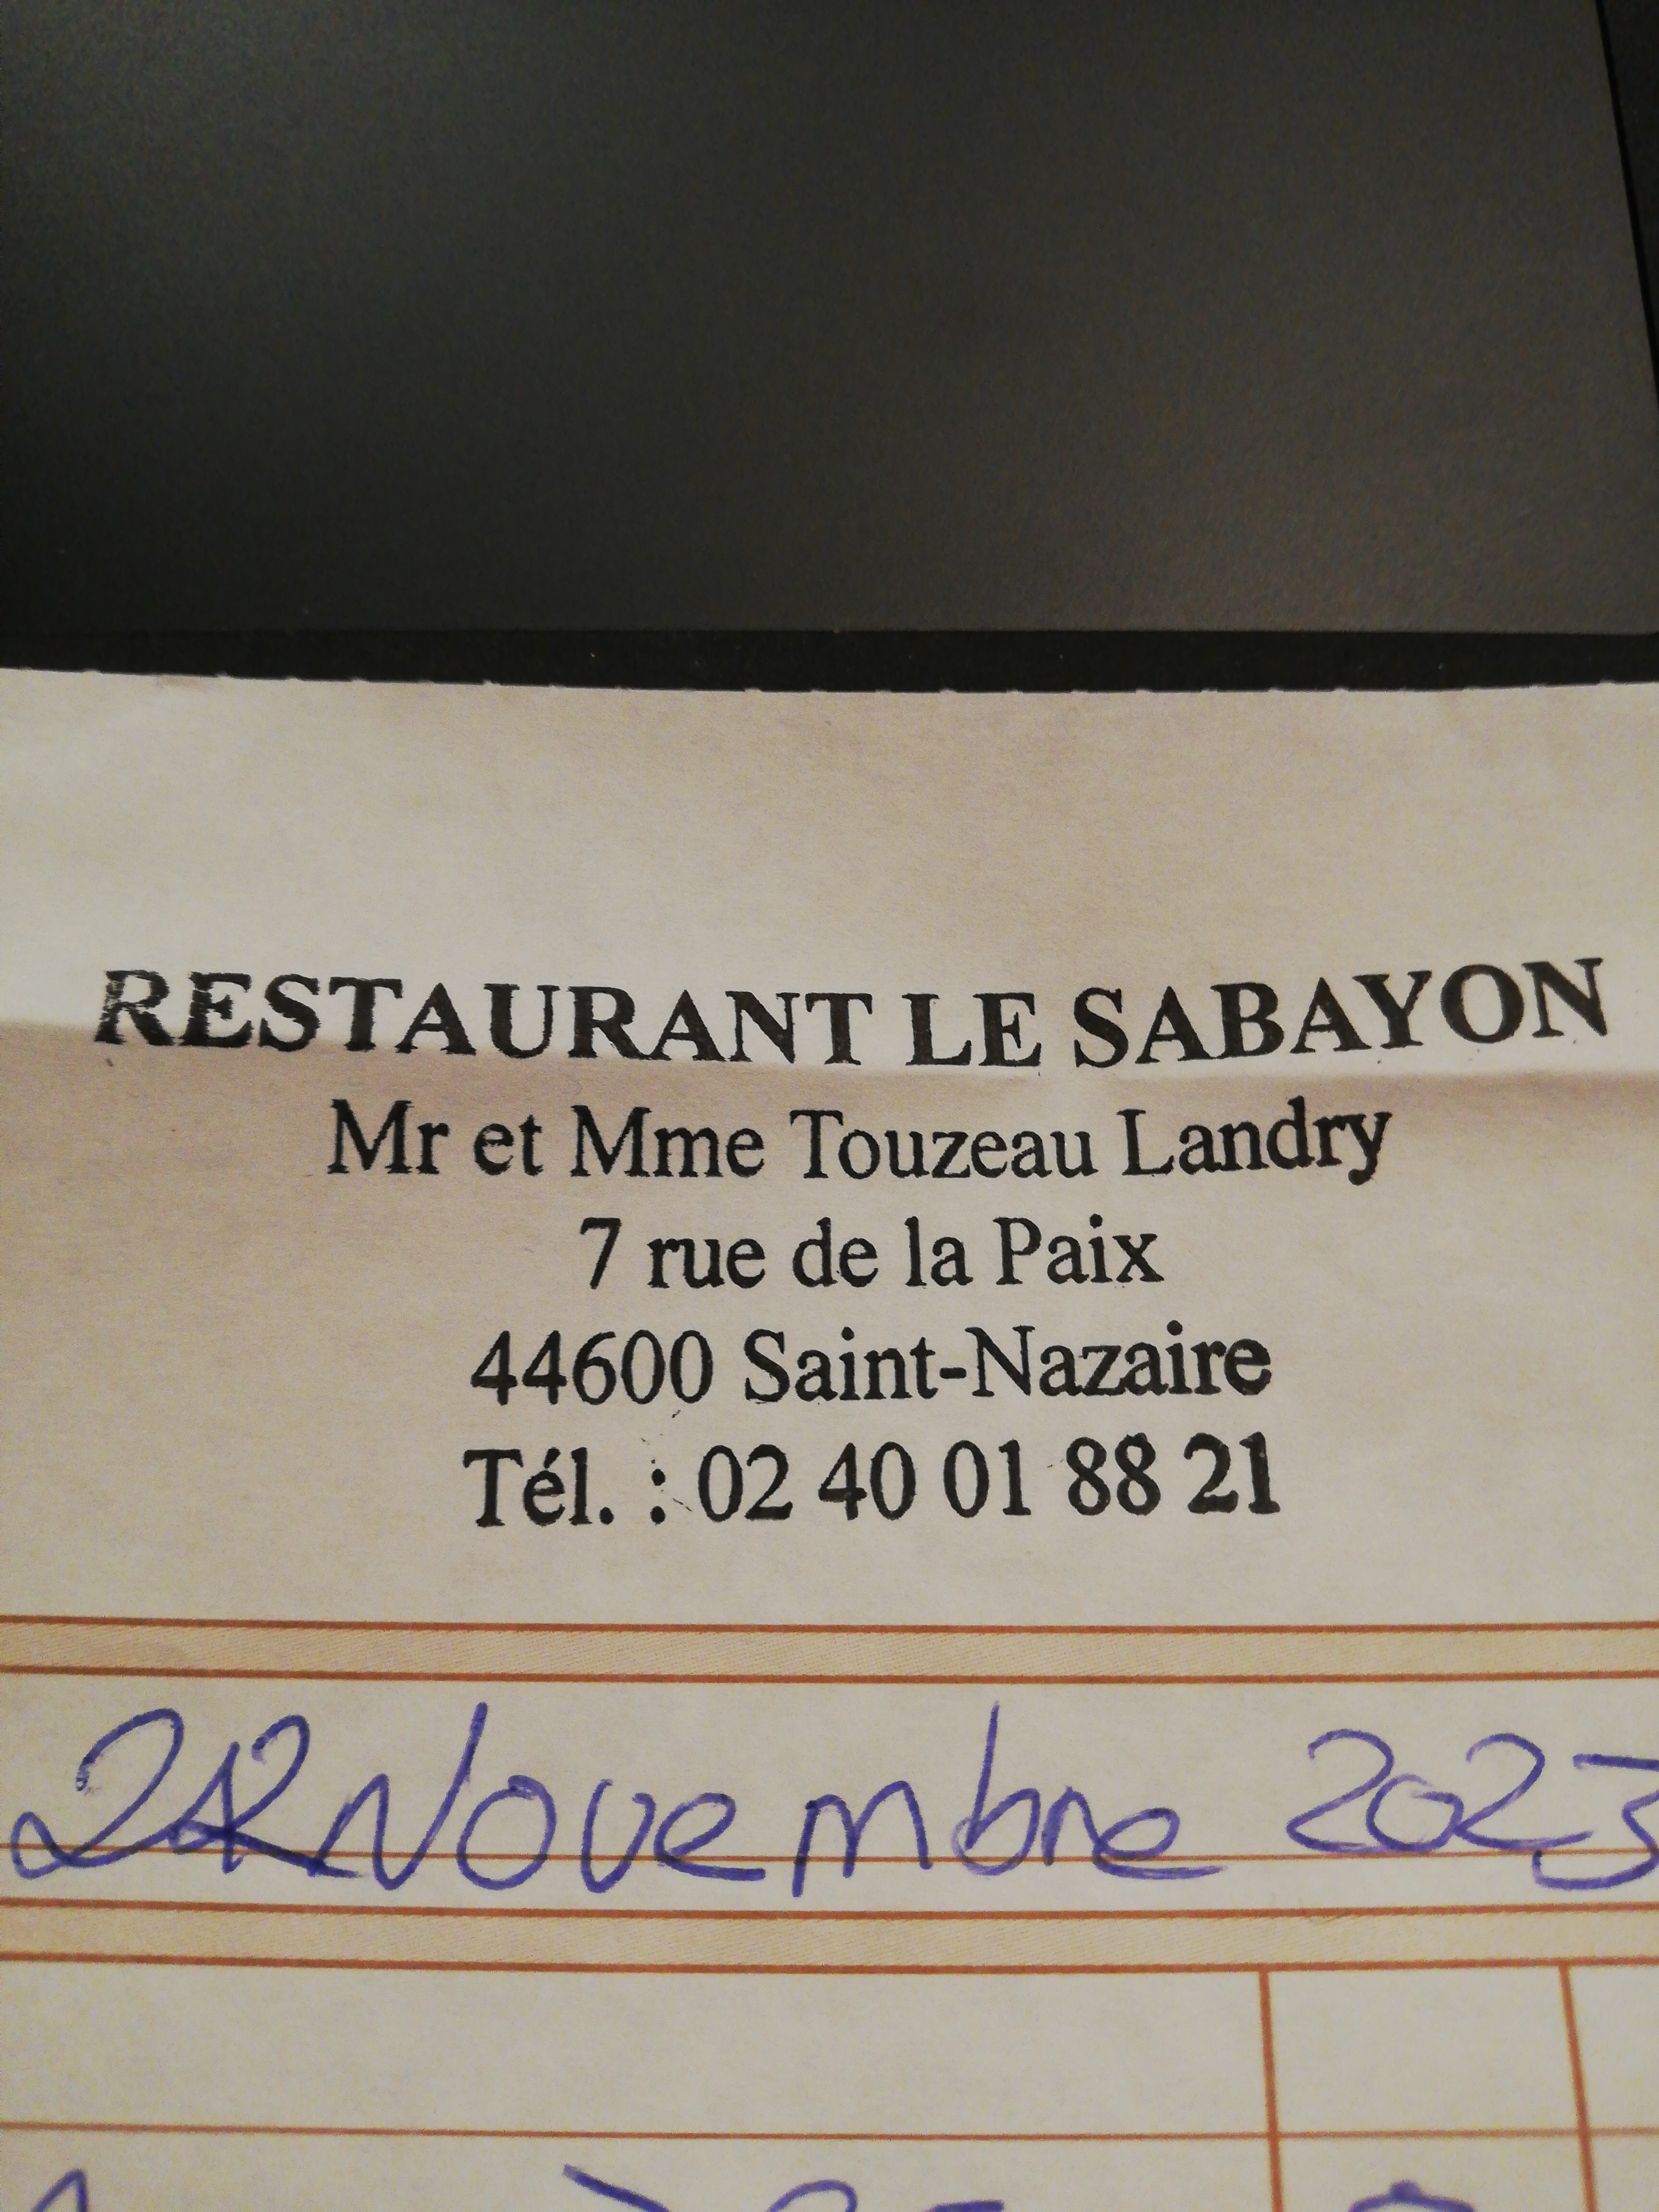 RESTAURANT LE SABAYON
Mr et Mme Touzeau Landry
7 rue de la Paix
44600 Saint-Nazaire
Tél. : 02 40 01 88 21
Novembre 2023